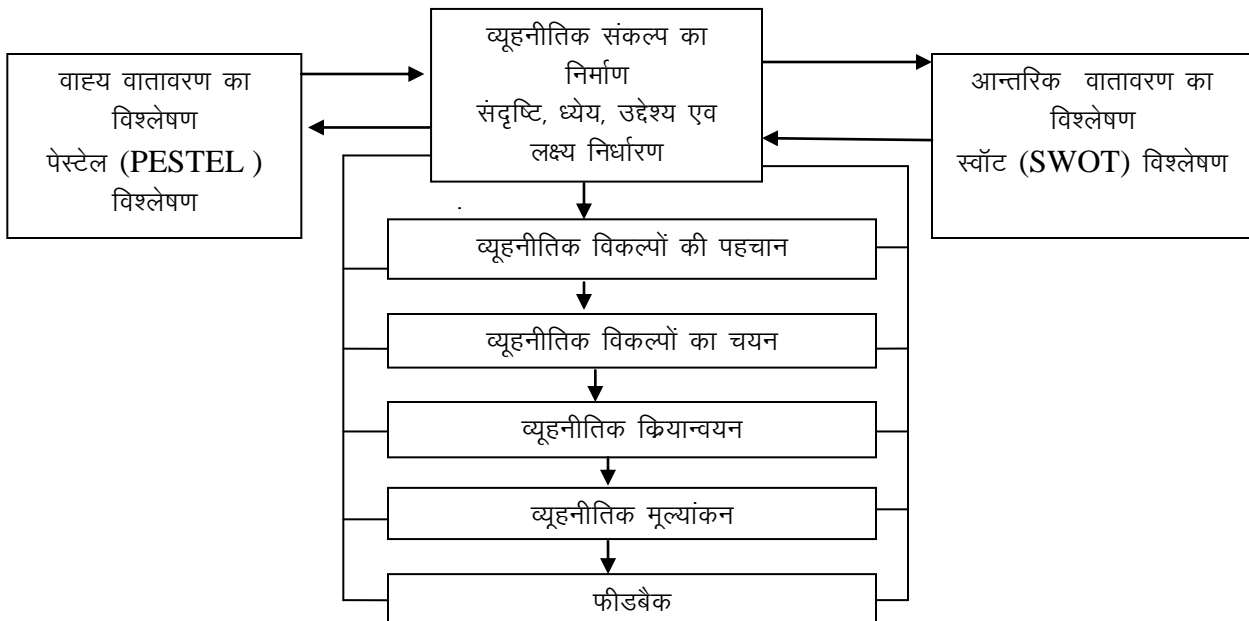 वाह्य वातावरण का
विश्लेषण
पेस्टेल (PESTEL )
विश्लेषण
व्यूहनीतिक संकल्प का
निर्माण
संदृष्टि, ध्येय, उद्देश्य एव
लक्ष्य निर्धारण
आन्तरिक वातावरण का
विश्लेषण
स्वॉट (SWOT) विश्लेषण
व्यूहनीतिक विकल्पों की पहचान
व्यूहनीतिक विकल्पों का चयन
व्यूहनीतिक क्रियान्वयन
व्यूहनीतिक मूल्यांकन
फीडबैक